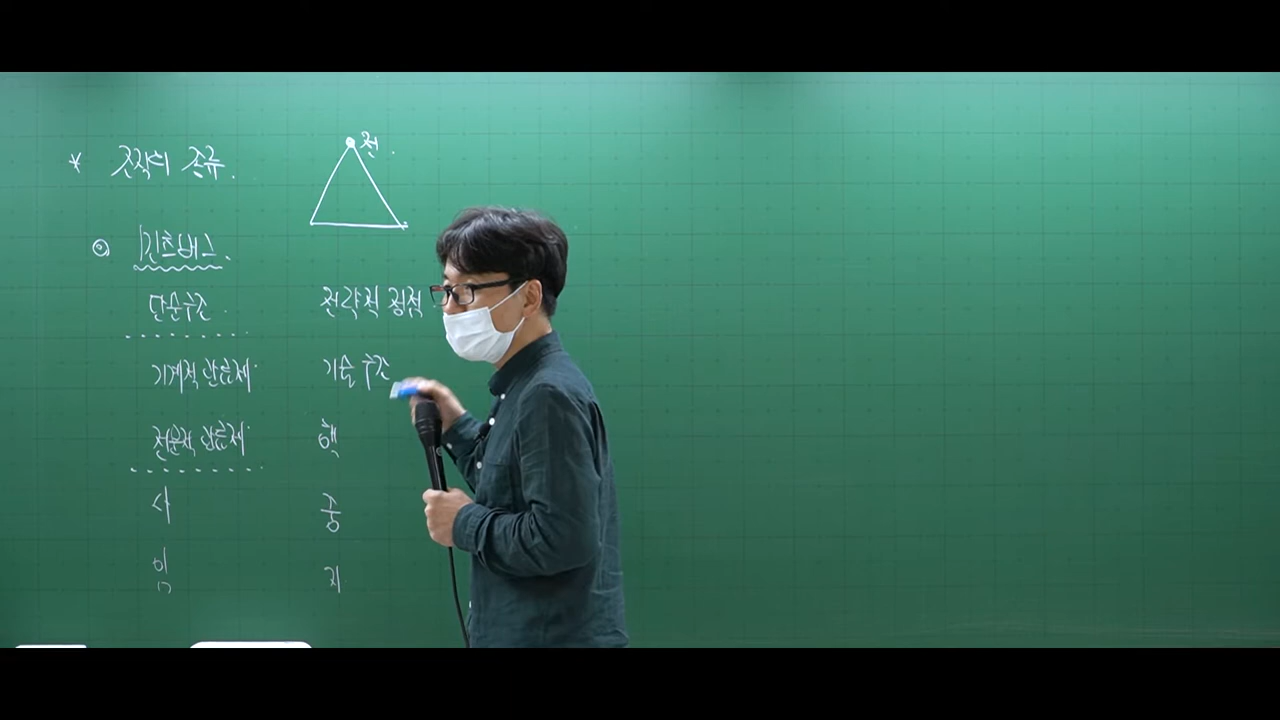 전.
* 조직의 종류.
◎ 민츠버그.
단순구조. 전략적 정점
기계적 관료제 기술 구조
전문적 관료제 핵
사 중
임 지